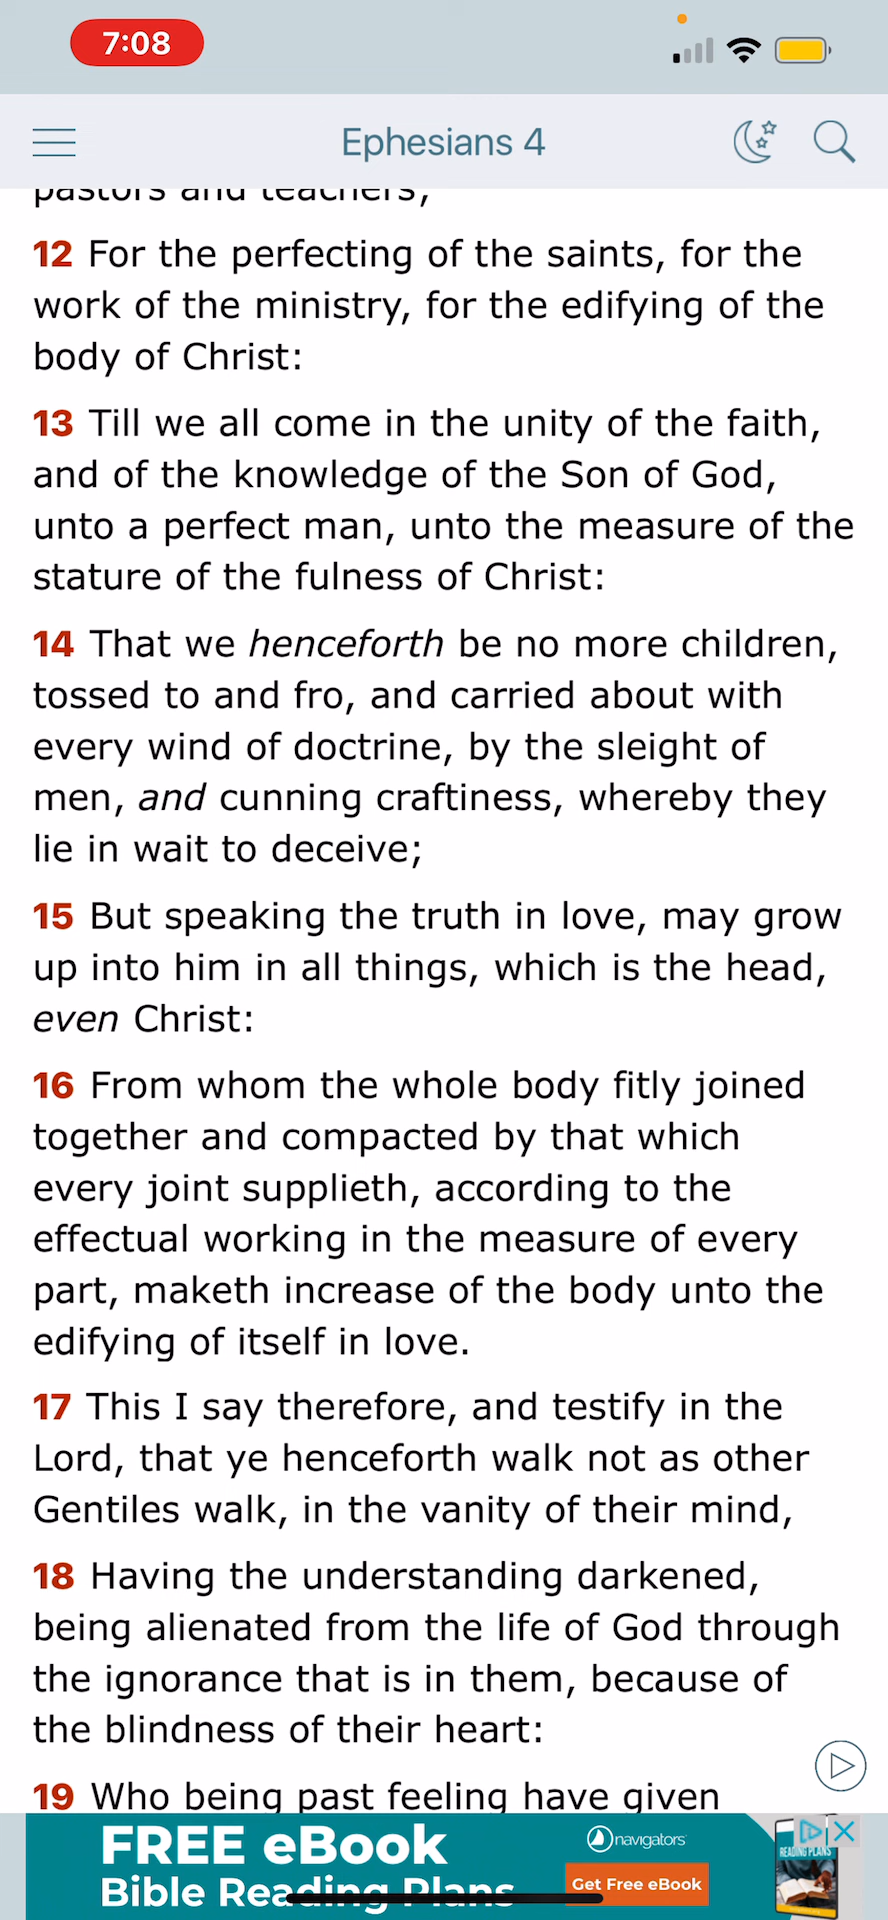 7:08
Ephesians 4
pastors and teachers,
12 For the perfecting of the saints, for the
work of the ministry, for the edifying of the
body of Christ:
13 Till we all come in the unity of the faith,
and of the knowledge of the Son of God,
unto a perfect man, unto the measure of the
stature of the fulness of Christ:
14 That we henceforth be no more children,
tossed to and fro, and carried about with
every wind of doctrine, by the sleight of
men, and cunning craftiness, whereby they
lie in wait to deceive;
15 But speaking the truth in love, may grow
up into him in all things, which is the head,
even Christ:
16 From whom the whole body fitly joined
together and compacted by that which
every joint supplieth, according to the
effectual working in the measure of every
part, maketh increase of the body unto the
edifying of itself in love.
17 This I say therefore, and testify in the
Lord, that ye henceforth walk not as other
Gentiles walk, in the vanity of their mind,
18 Having the understanding darkened,
being alienated from the life of God through
the ignorance that is in them, because of
the blindness of their heart:
19 Who being past feeling have given
FREE eBook
Bible Reading Plans
navigators
Get Free eBook
READING PLANS